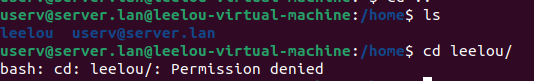 userv@server.lan@leelou-virtual-machine:/home$ ls
leelou  userv@server.lan
userv@server.lan@leelou-virtual-machine:/home$ cd leelou/
bash: cd: leelou/: Permission denied